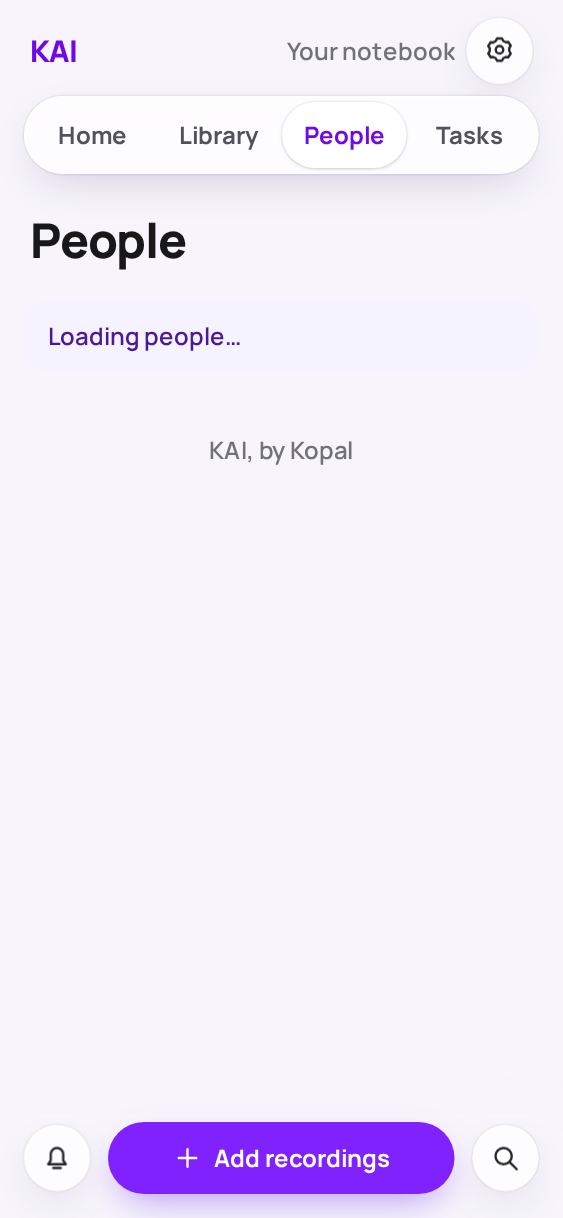 KAI
Your notebook
Home Library People Tasks
People
Loading people…
KAI, by Kopal
Add recordings